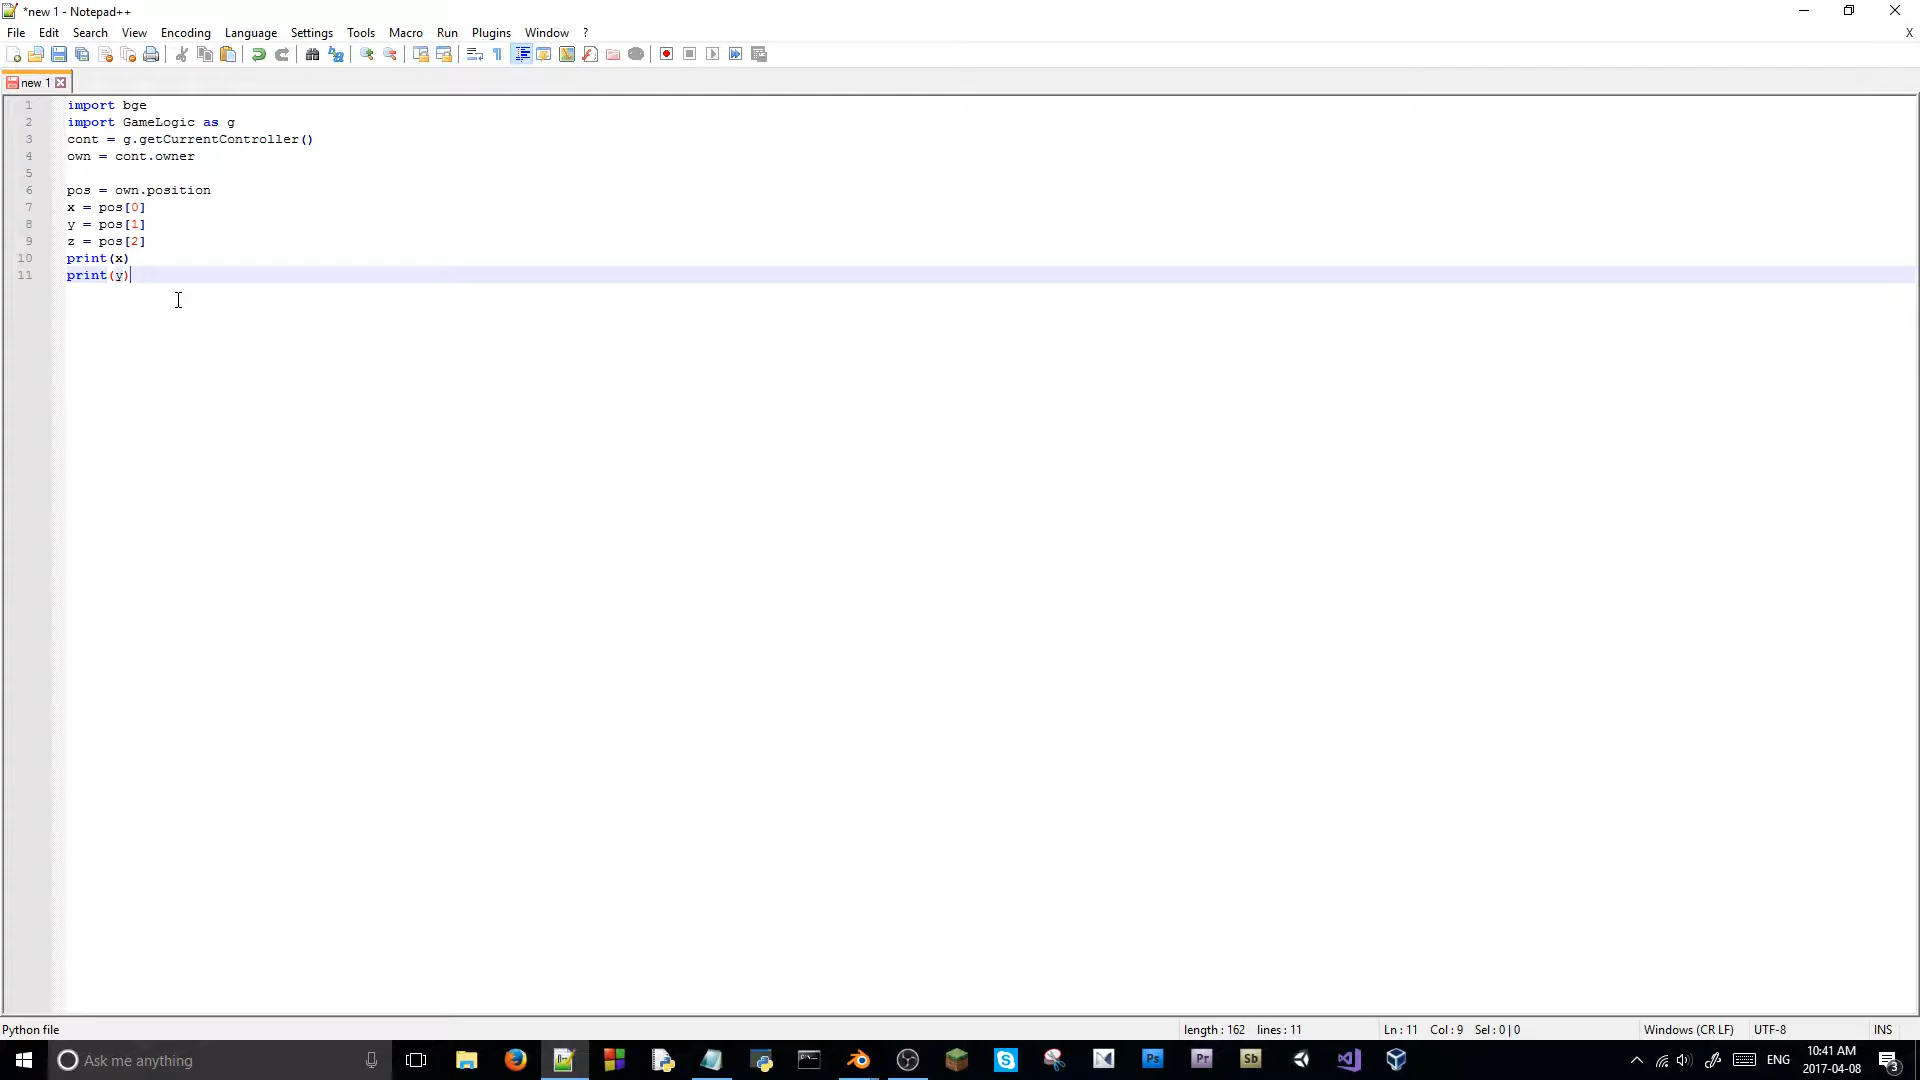 *new 1 - Notepad++
File Edit Search View Encoding Language Settings Tools Macro Run Plugins Window ? X
new 1
1 import bge
2 import GameLogic as g
3 cont = g.getCurrentController()
4 own = cont.owner
5
6 pos = own.position
7 x = pos[0]
8 y = pos[1]
9 z = pos[2]
10 print(x)
11 print(y)
Python file length : 162 lines : 11 Ln : 11 Col : 9 Sel : 0 | 0 Windows (CR LF) UTF-8 INS
Ask me anything Ps Pr Sb ENG 10:41 AM
2017-04-08 3